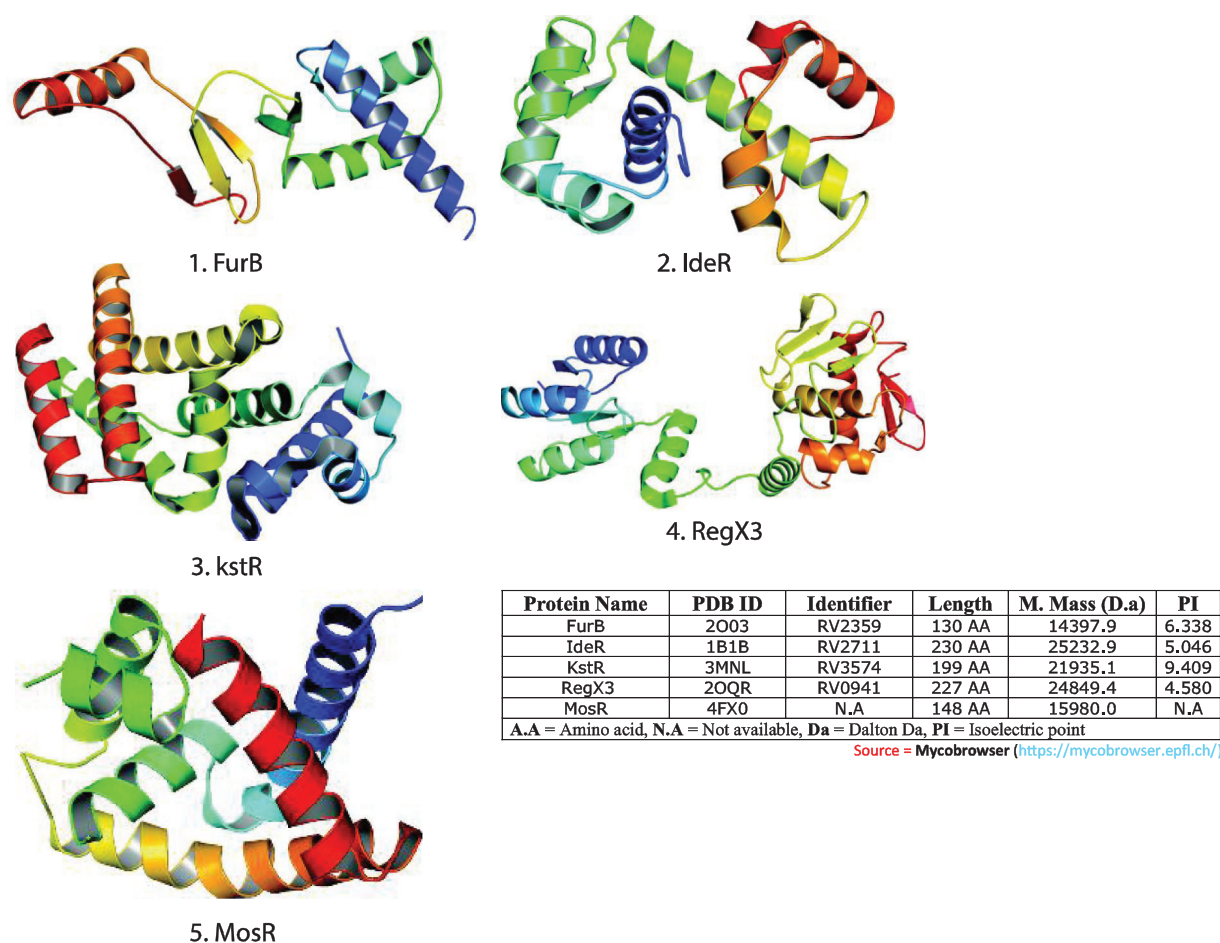 1. FurB
2. IdeR
3. kstR
4. RegX3
5. MosR
Protein Name PDB ID Identifier Length M. Mass (D.a) PI
FurB 2O03 RV2359 130 AA 14397.9 6.338
IdeR 1B1B RV2711 230 AA 25232.9 5.046
KstR 3MNL RV3574 199 AA 21935.1 9.409
RegX3 2OQR RV0941 227 AA 24849.4 4.580
MosR 4FX0 N.A 148 AA 15980.0 N.A
A.A = Amino acid, N.A = Not available, Da = Dalton Da, PI = Isoelectric point
Source = Mycobrowser (https://mycobrowser.epfl.ch/)